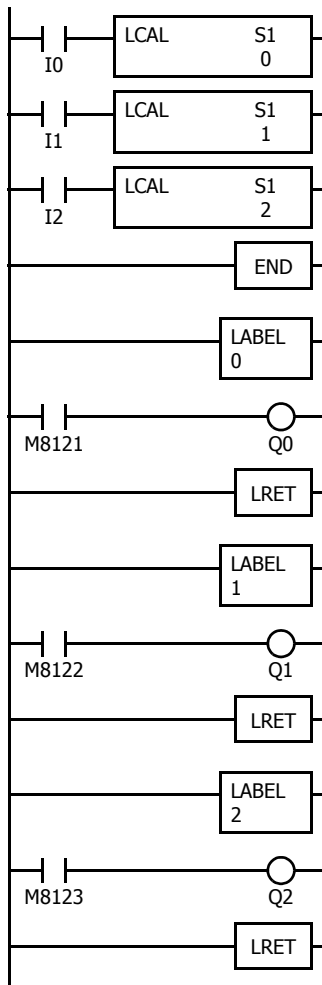 LCAL S1
0
I0
LCAL S1
1
I1
LCAL S1
2
I2
END
LABEL
0
M8121 Q0
LRET
LABEL
1
M8122 Q1
LRET
LABEL
2
M8123 Q2
LRET